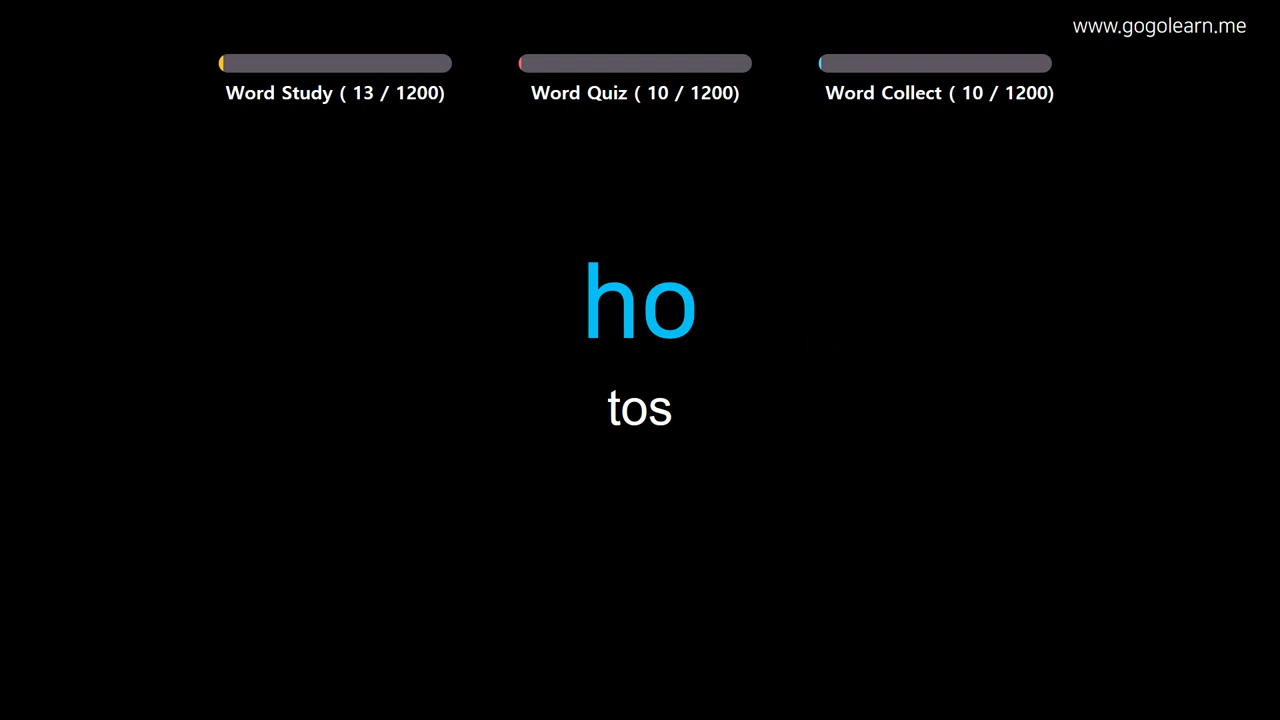 www.gogolearn.me
Word Study ( 13 / 1200)
Word Quiz ( 10 / 1200)
Word Collect ( 10 / 1200)
ho
tos